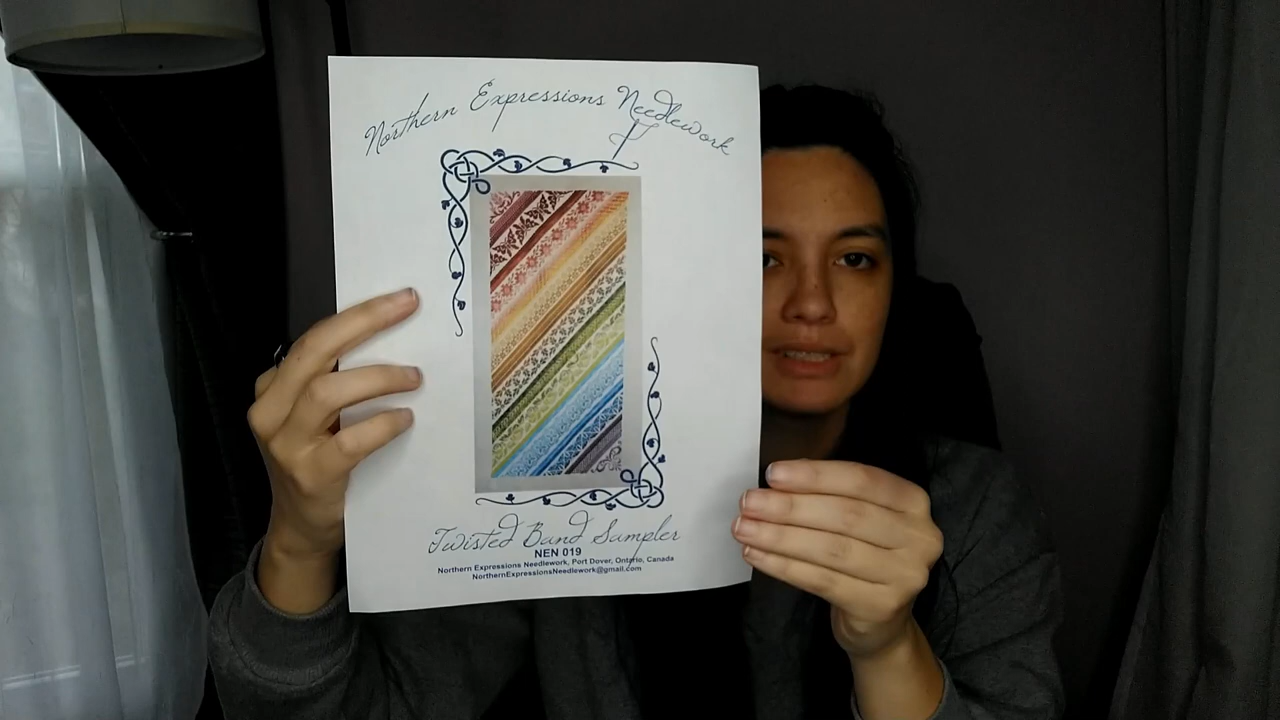 Northern Expressions Needlework
Twisted Band Sampler
NEN 019
Northern Expressions Needlework, Port Dover, Ontario, Canada
NorthernExpressionsNeedlework@gmail.com